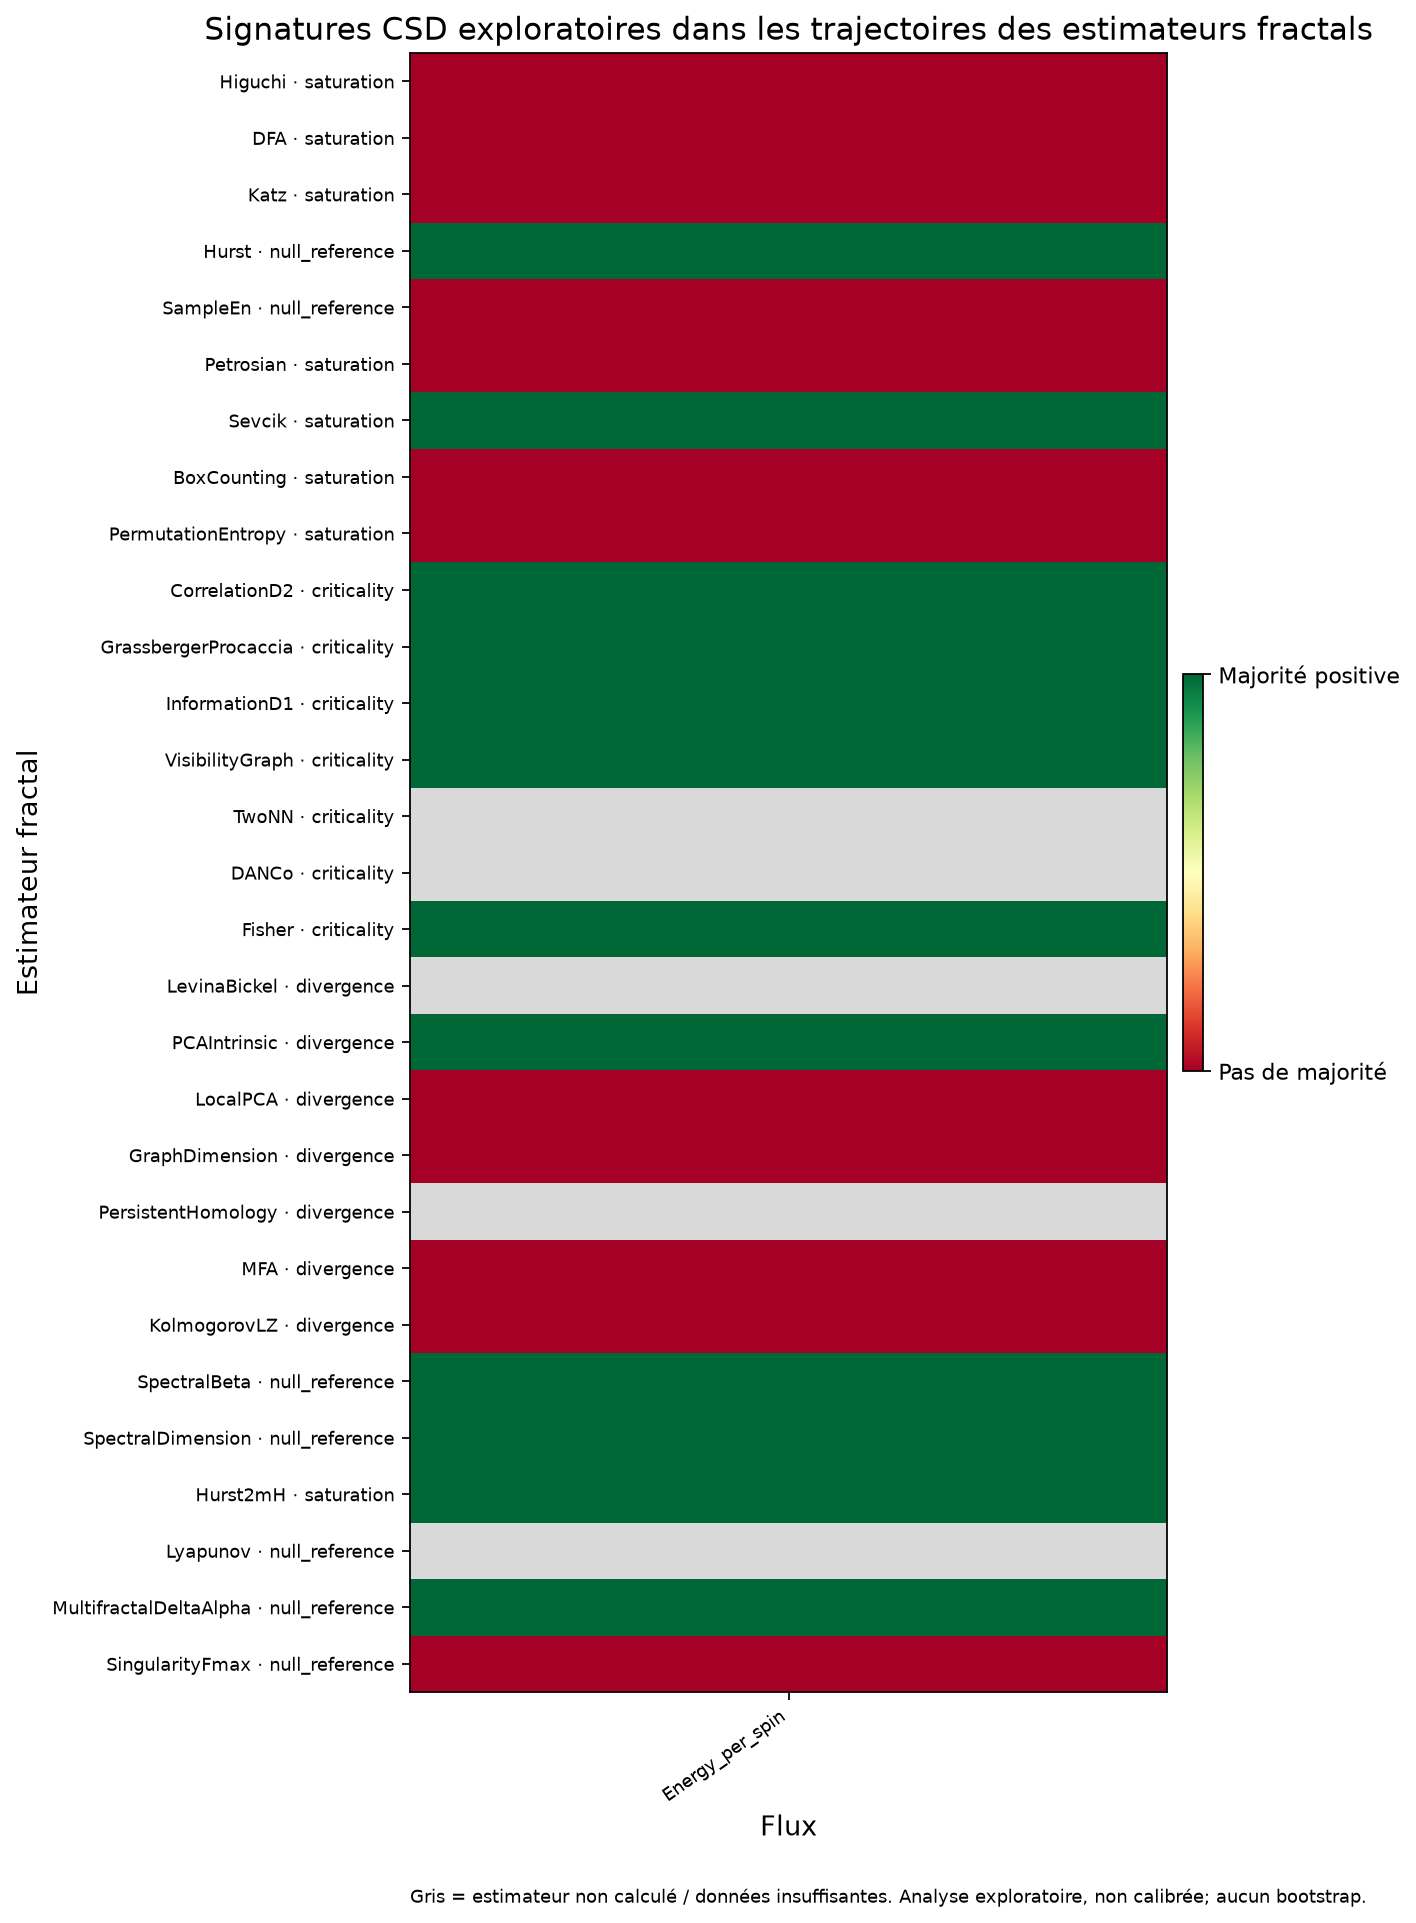 Signatures CSD exploratoires dans les trajectoires des estimateurs fractals
Higuchi · saturation
DFA · saturation
Katz · saturation
Hurst · null_reference
SampleEn · null_reference
Petrosian · saturation
Sevcik · saturation
BoxCounting · saturation
PermutationEntropy · saturation
CorrelationD2 · criticality
GrassbergerProcaccia · criticality
InformationD1 · criticality
VisibilityGraph · criticality
TwoNN · criticality
DANCo · criticality
Fisher · criticality
LevinaBickel · divergence
PCAIntrinsic · divergence
LocalPCA · divergence
GraphDimension · divergence
PersistentHomology · divergence
MFA · divergence
KolmogorovLZ · divergence
SpectralBeta · null_reference
SpectralDimension · null_reference
Hurst2mH · saturation
Lyapunov · null_reference
MultifractalDeltaAlpha · null_reference
SingularityFmax · null_reference
Estimateur fractal
Majorité positive
Pas de majorité
Energy_per_spin
Flux
Gris = estimateur non calculé / données insuffisantes. Analyse exploratoire, non calibrée; aucun bootstrap.